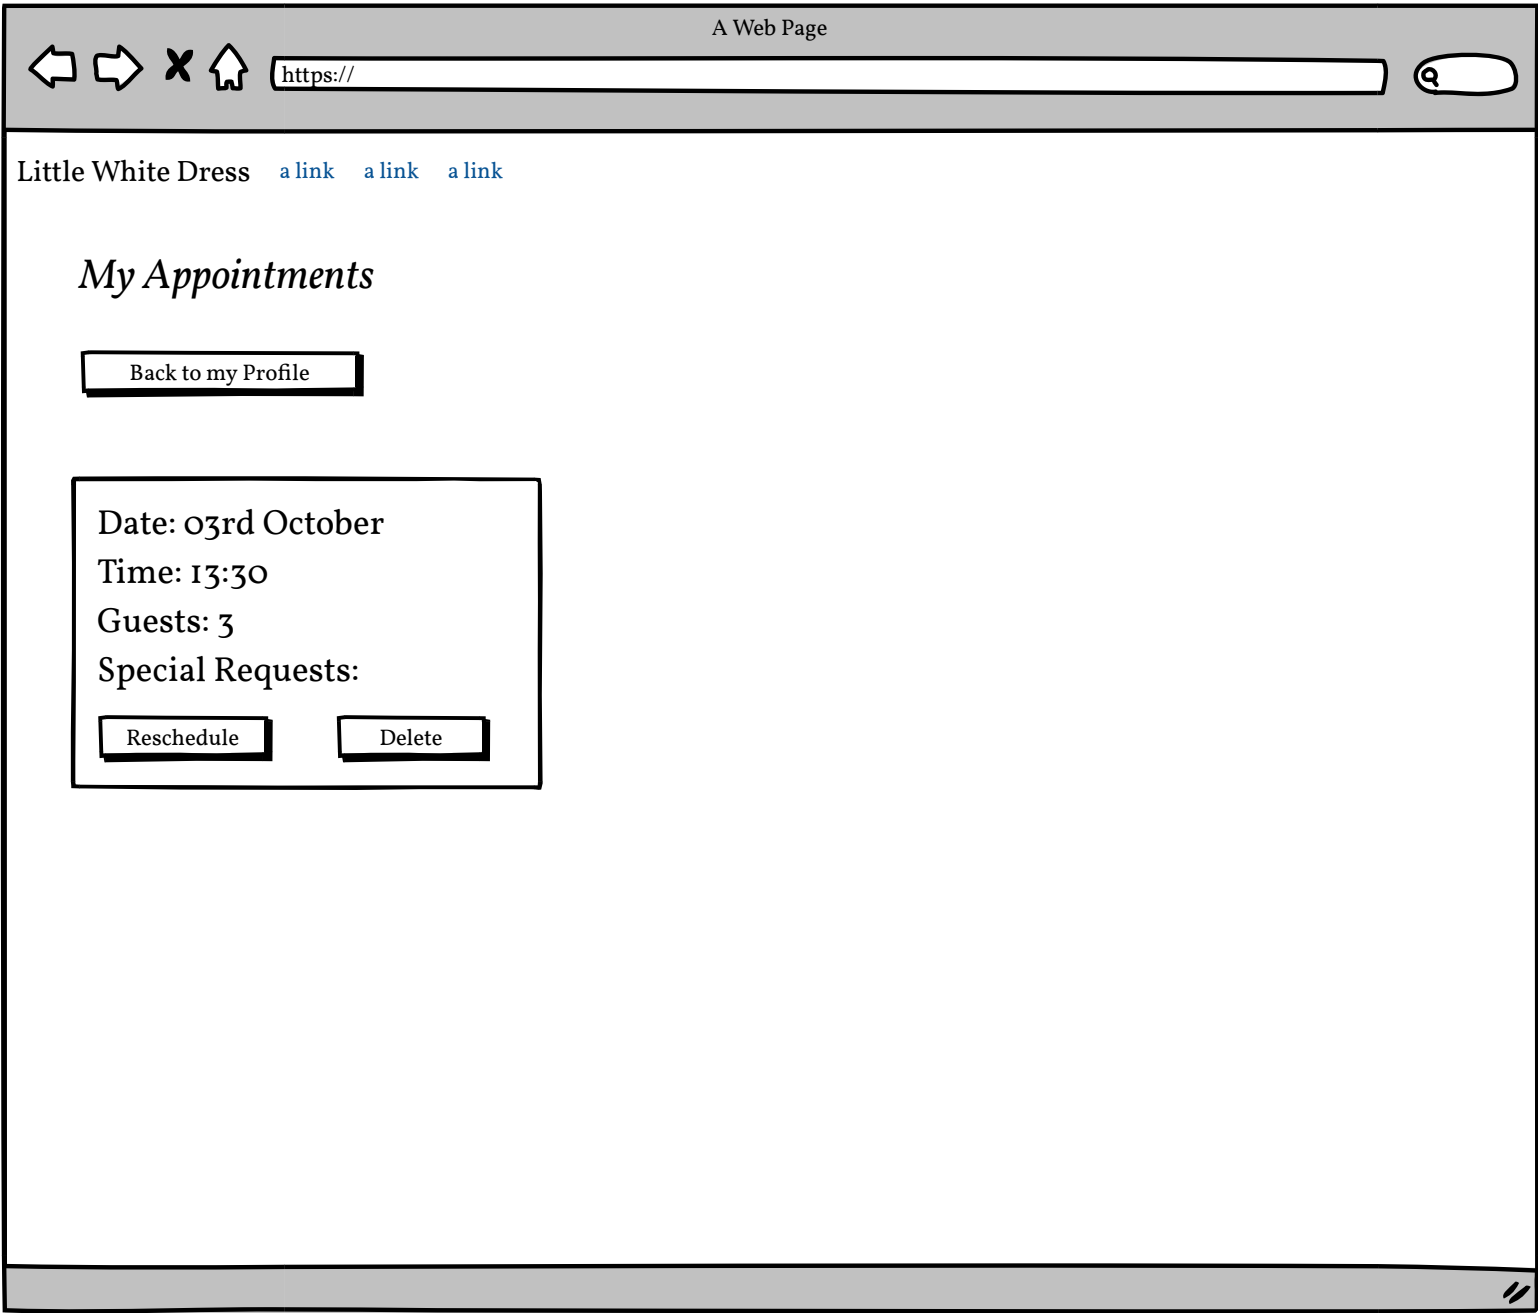 A Web Page
https://
Little White Dress a link a link a link
My Appointments
Back to my Profile
Date: 03rd October
Time: 13:30
Guests: 3
Special Requests:
Reschedule Delete